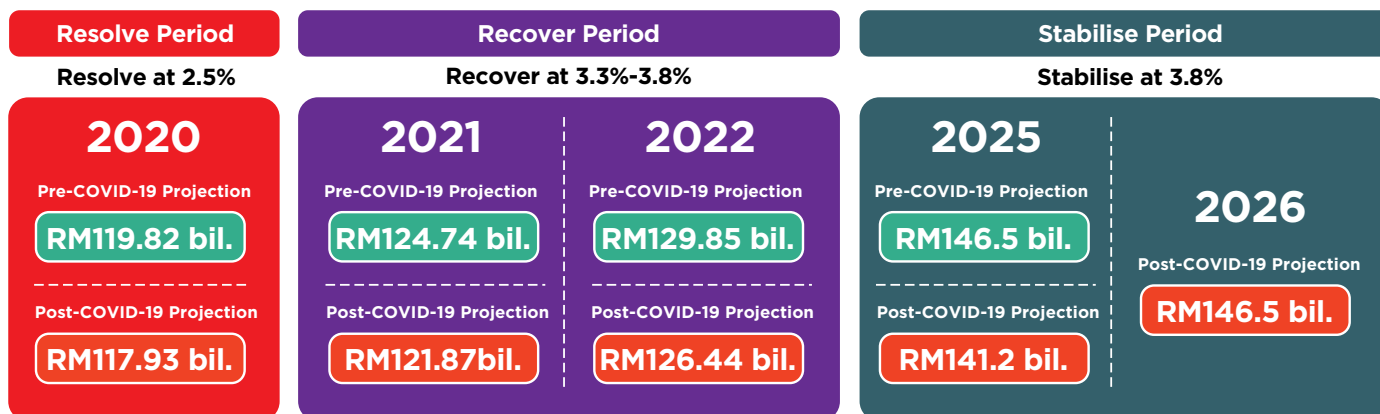 Resolve Period
Resolve at 2.5%
2020
Pre-COVID-19 Projection
RM119.82 bil.
Post-COVID-19 Projection
RM117.93 bil.
Recover Period
Recover at 3.3%-3.8%
2021
Pre-COVID-19 Projection
RM124.74 bil.
Post-COVID-19 Projection
RM121.87bil.
2022
Pre-COVID-19 Projection
RM129.85 bil.
Post-COVID-19 Projection
RM126.44 bil.
Stabilise Period
Stabilise at 3.8%
2025
Pre-COVID-19 Projection
RM146.5 bil.
Post-COVID-19 Projection
RM141.2 bil.
2026
Post-COVID-19 Projection
RM146.5 bil.